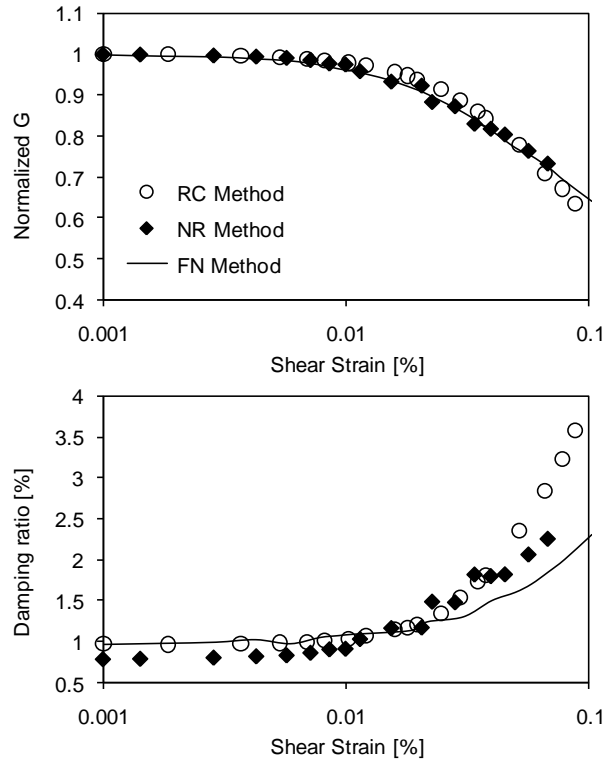 1.1
1
0.9
0.8
0.7
0.6
0.5
0.4
Normalized G
RC Method
NR Method
FN Method
0.001 0.01 0.1
Shear Strain [%]
4
3.5
3
2.5
2
1.5
1
0.5
Damping ratio [%]
0.001 0.01 0.1
Shear Strain [%]